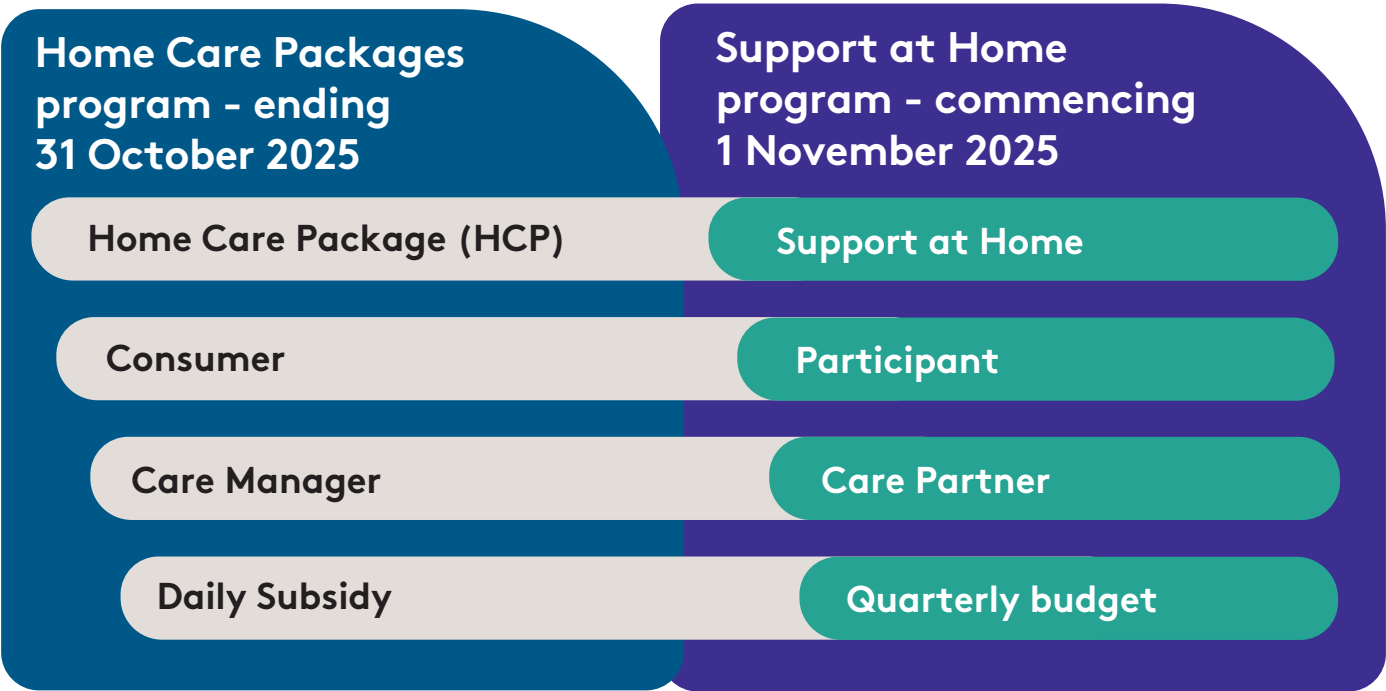 Home Care Packages
program - ending
31 October 2025
Support at Home
program - commencing
1 November 2025
Home Care Package (HCP)
Support at Home
Consumer
Participant
Care Manager
Care Partner
Daily Subsidy
Quarterly budget